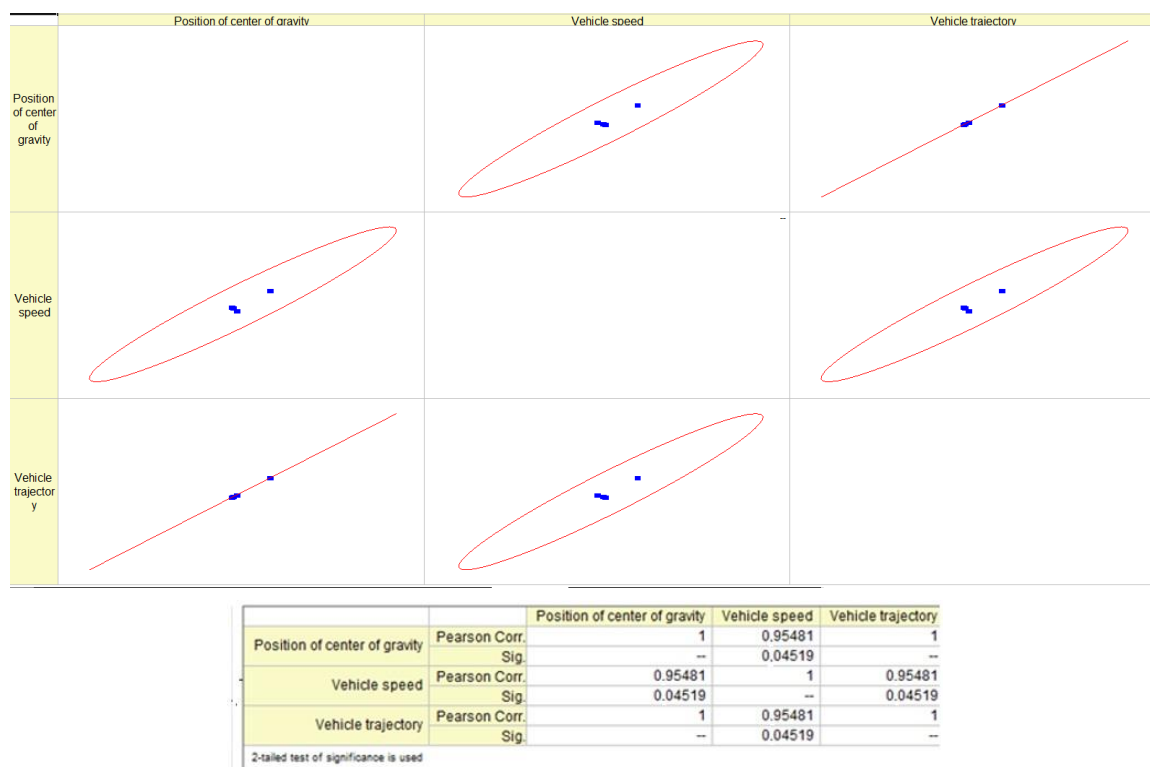 Position of center of gravity Vehicle speed Vehicle trajectory
Position
of center
of
gravity
Vehicle
speed
Vehicle
trajector
y
Position of center of gravity Vehicle speed Vehicle trajectory
Position of center of gravity Pearson Corr. 1 0.95481 1
Sig. -- 0.04519 --
Vehicle speed Pearson Corr. 0.95481 1 0.95481
Sig. 0.04519 -- 0.04519
Vehicle trajectory Pearson Corr. 1 0.95481 1
Sig. -- 0.04519 --
2-tailed test of significance is used